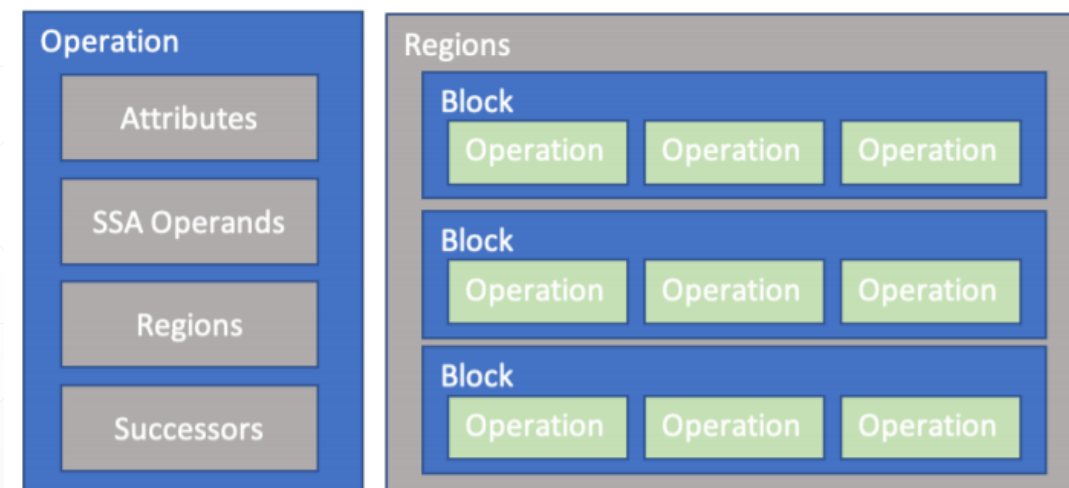 Operation
Attributes
SSA Operands
Regions
Successors
Regions
Block
Operation Operation Operation
Block
Operation Operation Operation
Block
Operation Operation Operation